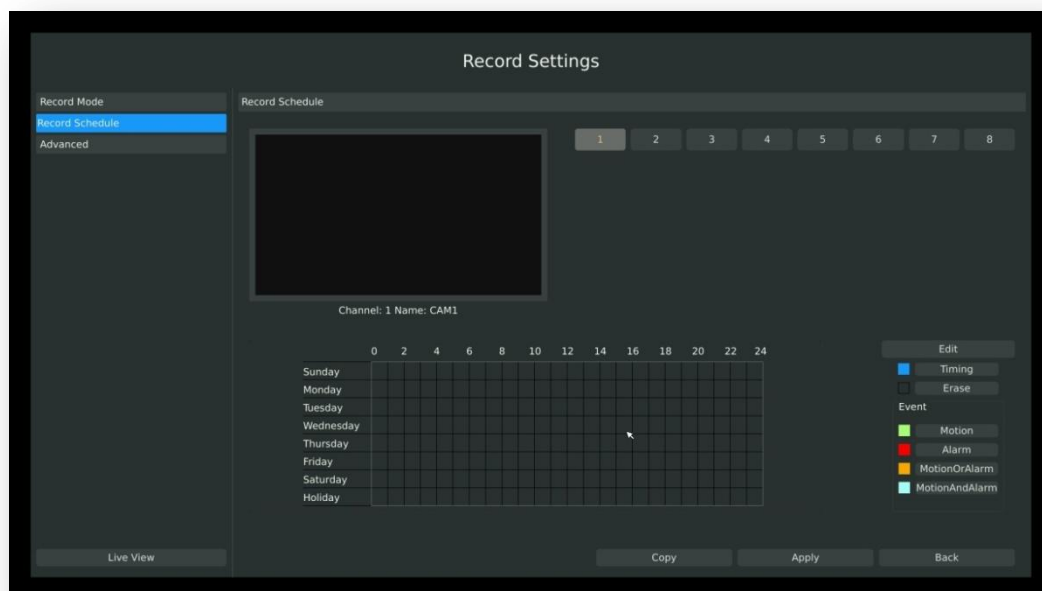 Record Settings
Record Mode
Record Schedule
Advanced
Record Schedule
1 2 3 4 5 6 7 8
Channel: 1 Name: CAM1
0 2 4 6 8 10 12 14 16 18 20 22 24
Sunday
Monday
Tuesday
Wednesday
Thursday
Friday
Saturday
Holiday
Edit
Timing
Erase
Event
Motion
Alarm
MotionOrAlarm
MotionAndAlarm
Live View
Copy Apply Back